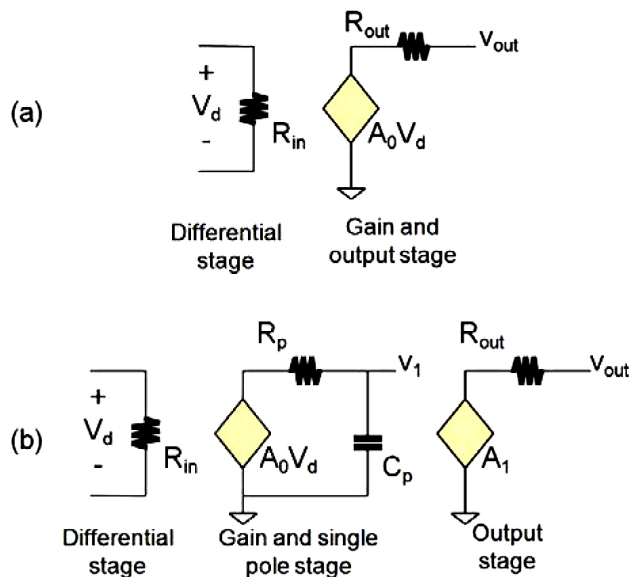 R_out
v_out
(a)
+
V_d
-
R_in
A_0V_d
Differential
stage
Gain and
output stage
R_p
v_1
R_out
v_out
(b)
+
V_d
-
R_in
A_0V_d
C_p
A_1
Differential
stage
Gain and single
pole stage
Output
stage